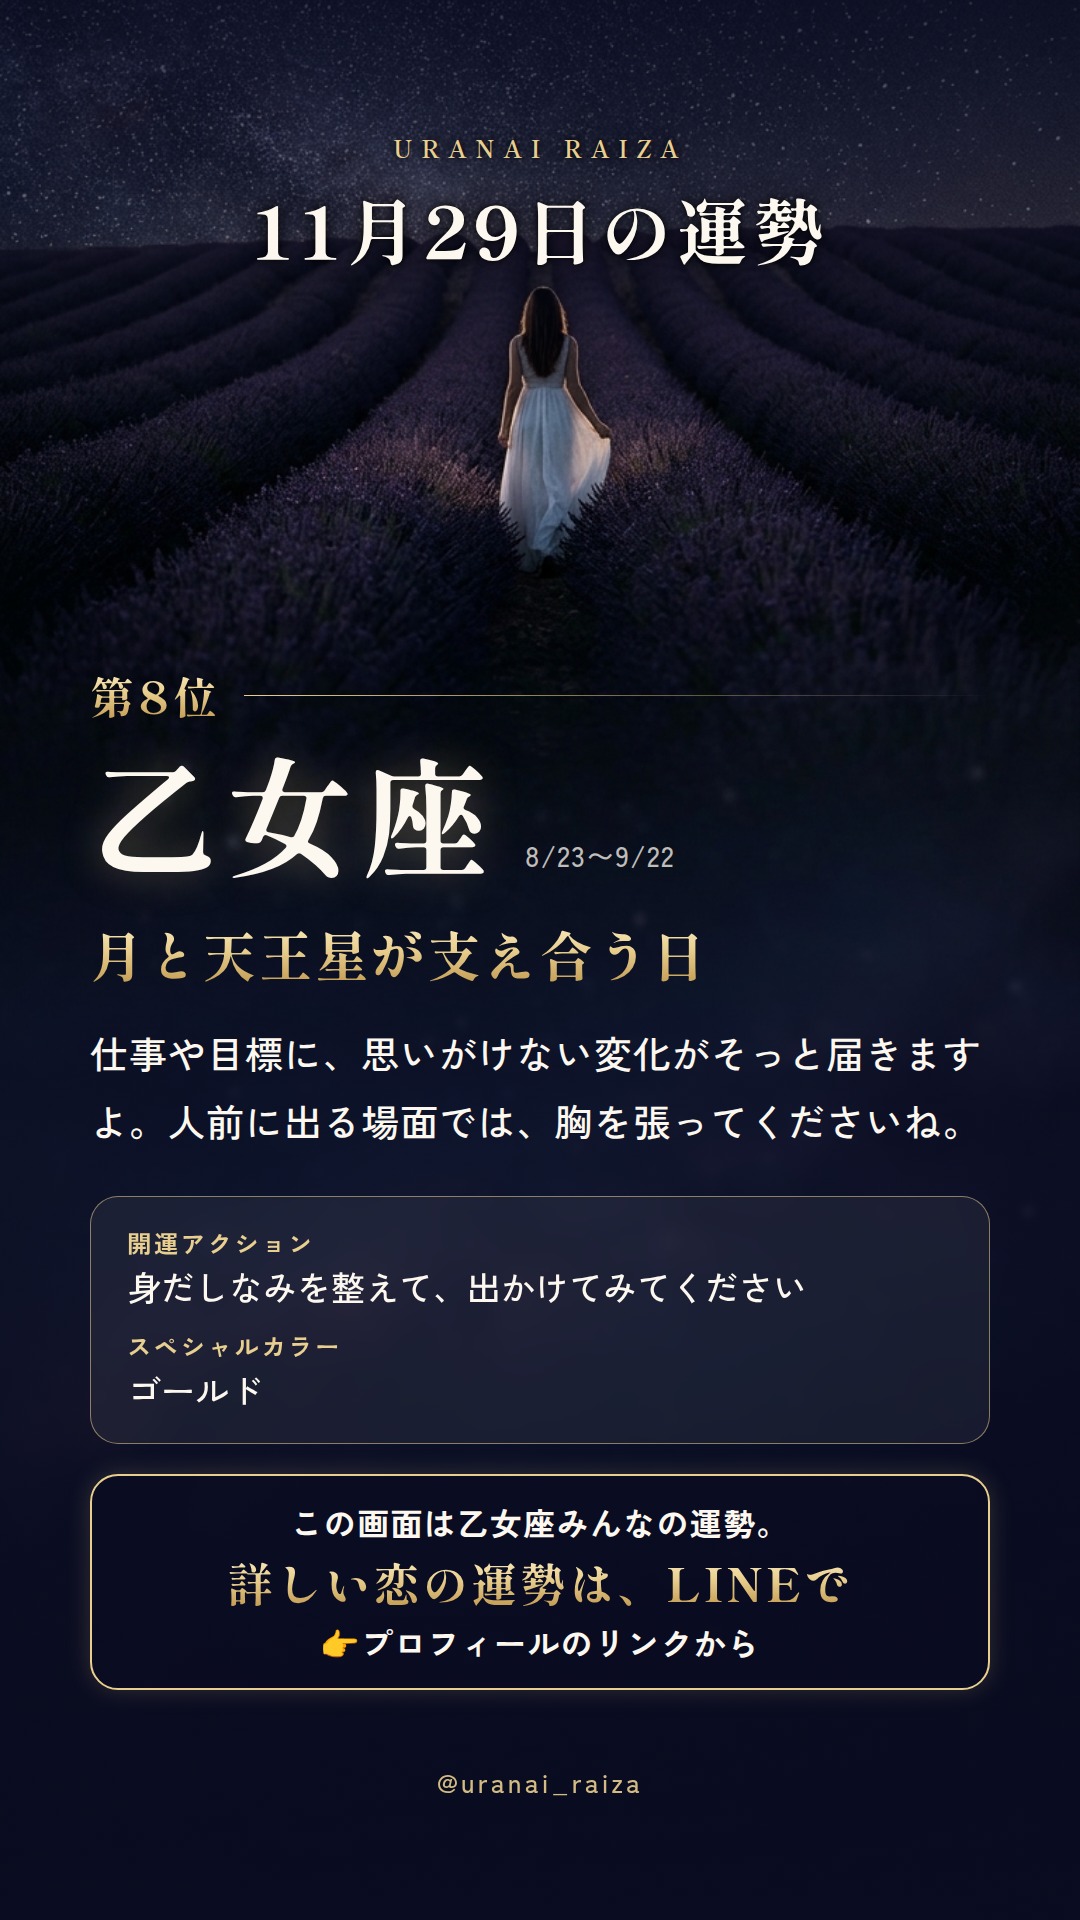 URANAI RAIZA
11月29日の運勢
第8位
乙女座 8/23〜9/22
月と天王星が支え合う日
仕事や目標に、思いがけない変化がそっと届きます
よ。人前に出る場面では、胸を張ってくださいね。
開運アクション
身だしなみを整えて、出かけてみてください
スペシャルカラー
ゴールド
この画面は乙女座みんなの運勢。
詳しい恋の運勢は、LINEで
👉プロフィールのリンクから
@uranai_raiza